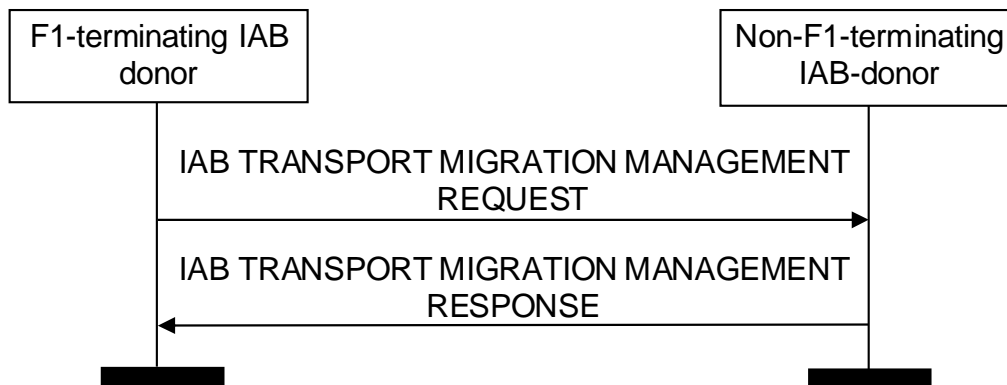 F1-terminating IAB
donor
Non-F1-terminating
IAB-donor
IAB TRANSPORT MIGRATION MANAGEMENT
REQUEST
IAB TRANSPORT MIGRATION MANAGEMENT
RESPONSE